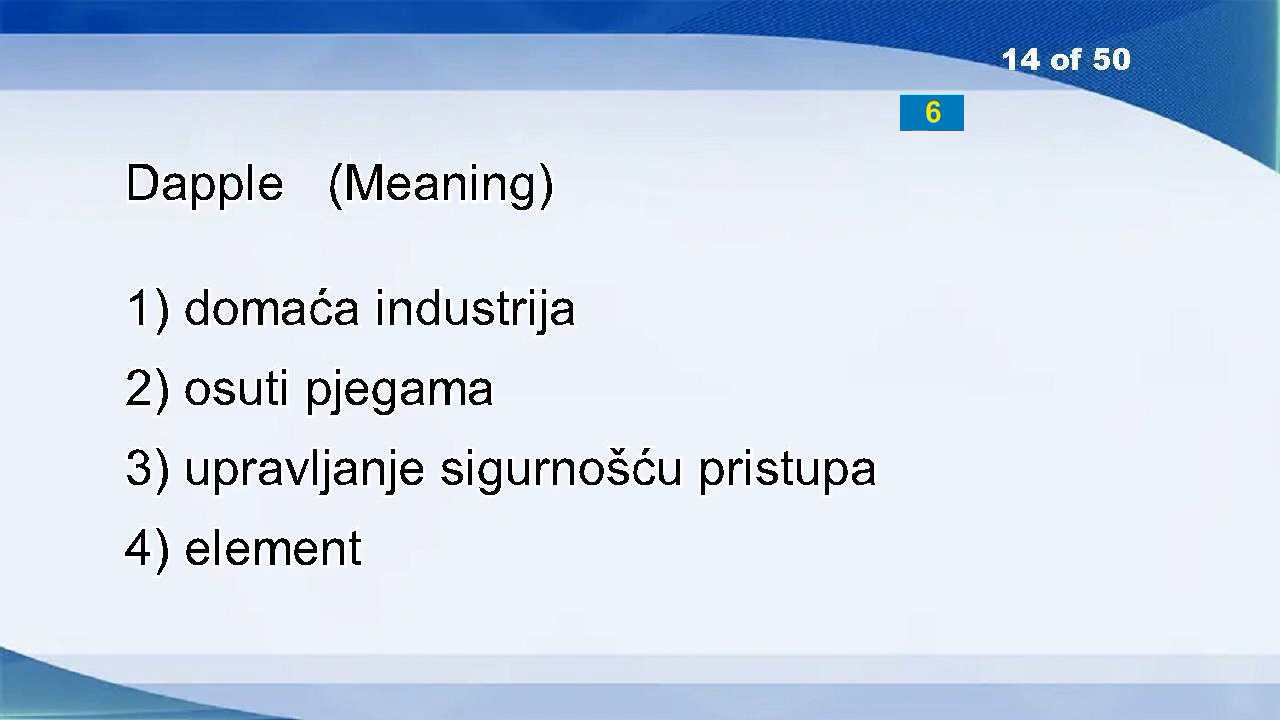 14 of 50
6
Dapple (Meaning)
1) domaća industrija
2) osuti pjegama
3) upravljanje sigurnošću pristupa
4) element